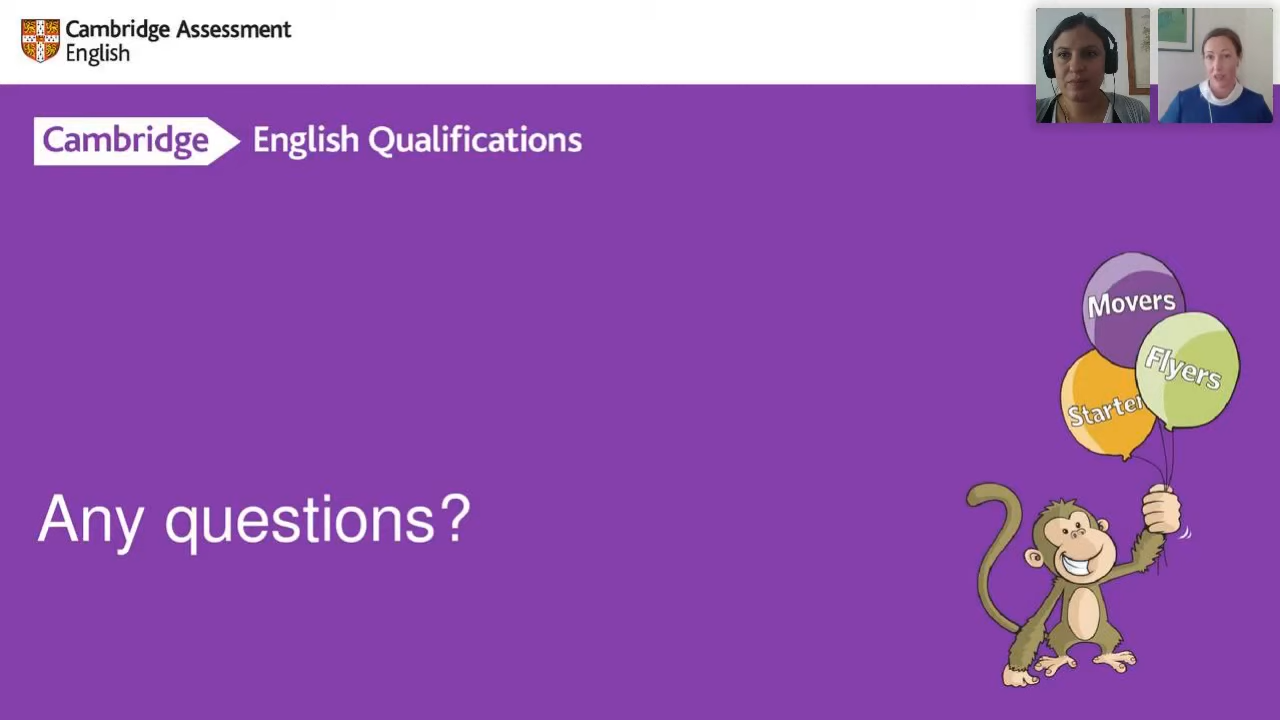 Cambridge Assessment
English
Cambridge English Qualifications
Movers
Flyers
Starter
Any questions?